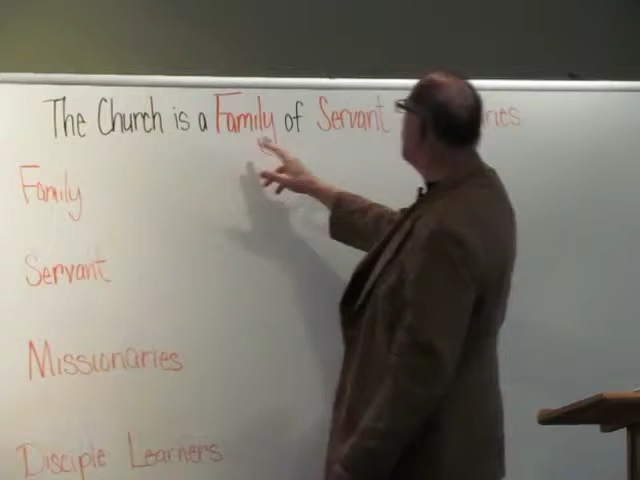 The Church is a Family of Servant
Family
Servant
Missionaries
Disciple Learners